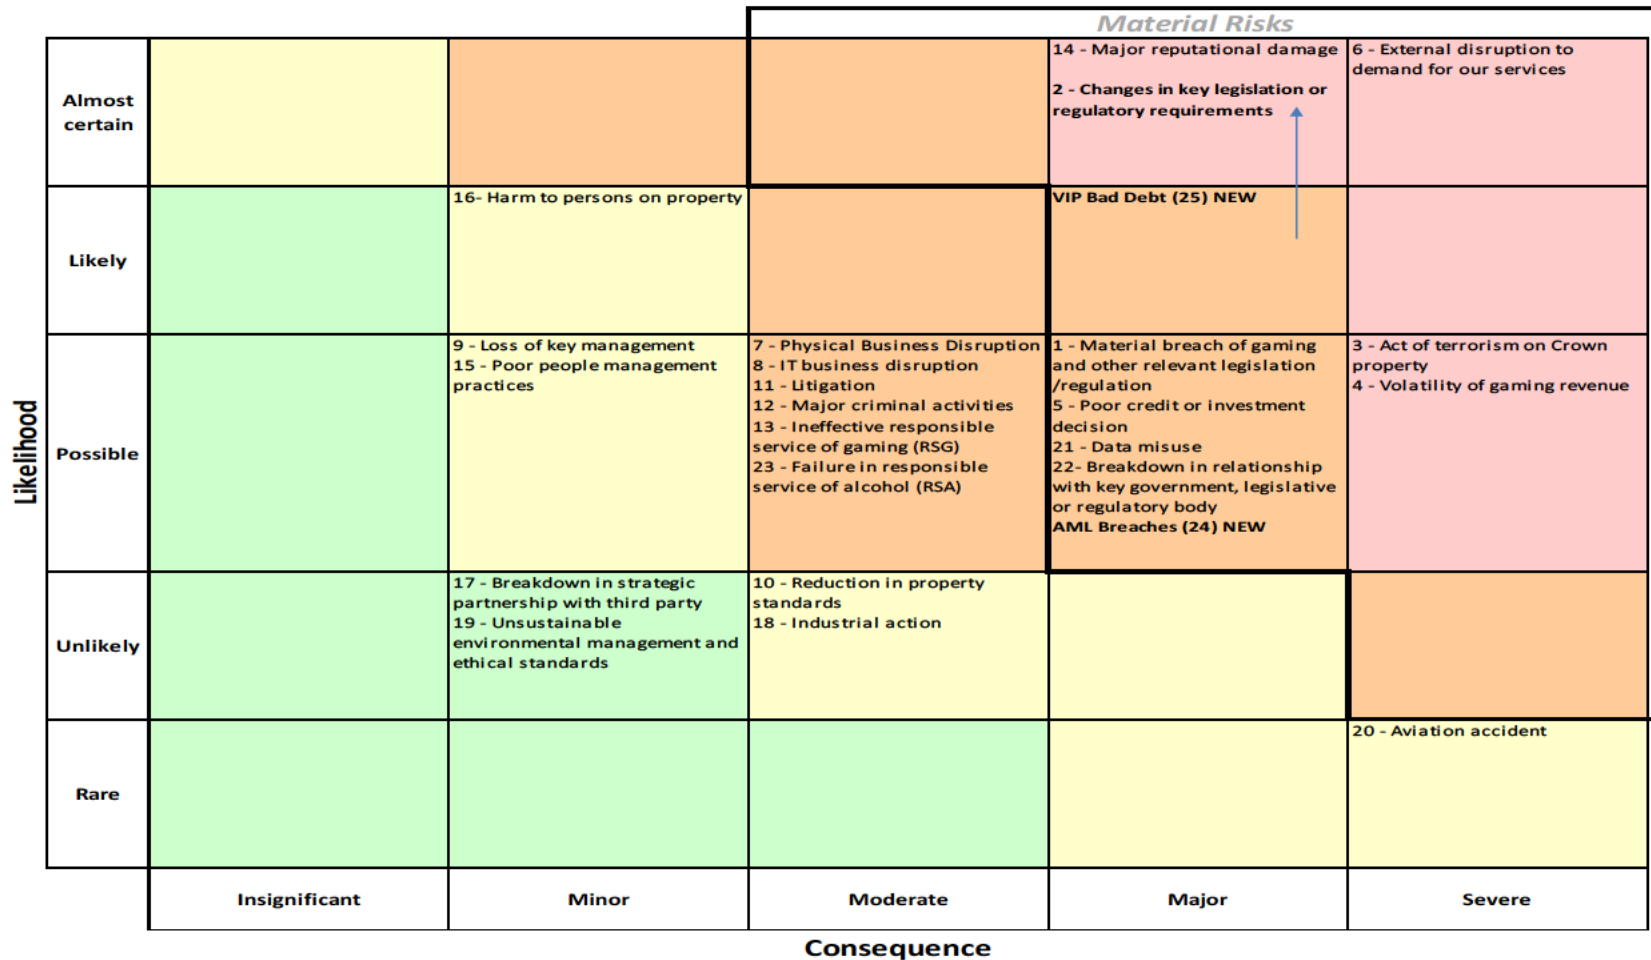 Material Risks
Likelihood
Almost
certain
14 - Major reputational damage
2 - Changes in key legislation or
regulatory requirements
6 - External disruption to
demand for our services
Likely
16- Harm to persons on property
VIP Bad Debt (25) NEW
Possible
9 - Loss of key management
15 - Poor people management
practices
7 - Physical Business Disruption
8 - IT business disruption
11 - Litigation
12 - Major criminal activities
13 - Ineffective responsible
service of gaming (RSG)
23 - Failure in responsible
service of alcohol (RSA)
1 - Material breach of gaming
and other relevant legislation
/regulation
5 - Poor credit or investment
decision
21 - Data misuse
22- Breakdown in relationship
with key government, legislative
or regulatory body
AML Breaches (24) NEW
3 - Act of terrorism on Crown
property
4 - Volatility of gaming revenue
Unlikely
17 - Breakdown in strategic
partnership with third party
19 - Unsustainable
environmental management and
ethical standards
10 - Reduction in property
standards
18 - Industrial action
Rare
20 - Aviation accident
Insignificant
Minor
Moderate
Major
Severe
Consequence